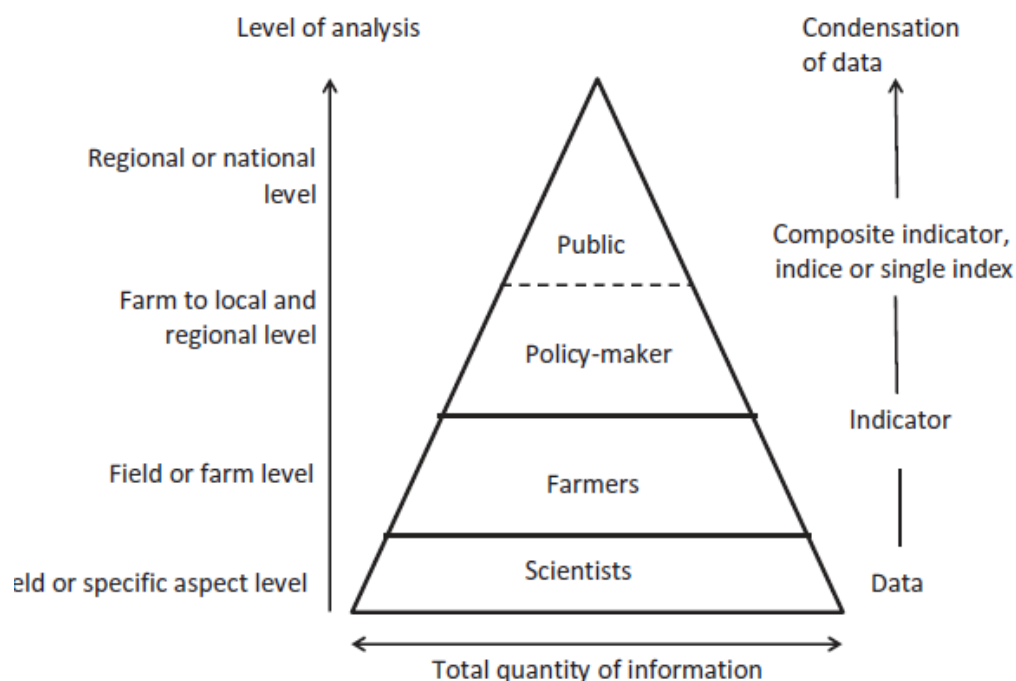 Level of analysis
Condensation
of data
Regional or national
level
Public
Composite indicator,
indice or single index
Farm to local and
regional level
Policy-maker
Indicator
Field or farm level
Farmers
eld or specific aspect level
Scientists
Data
Total quantity of information